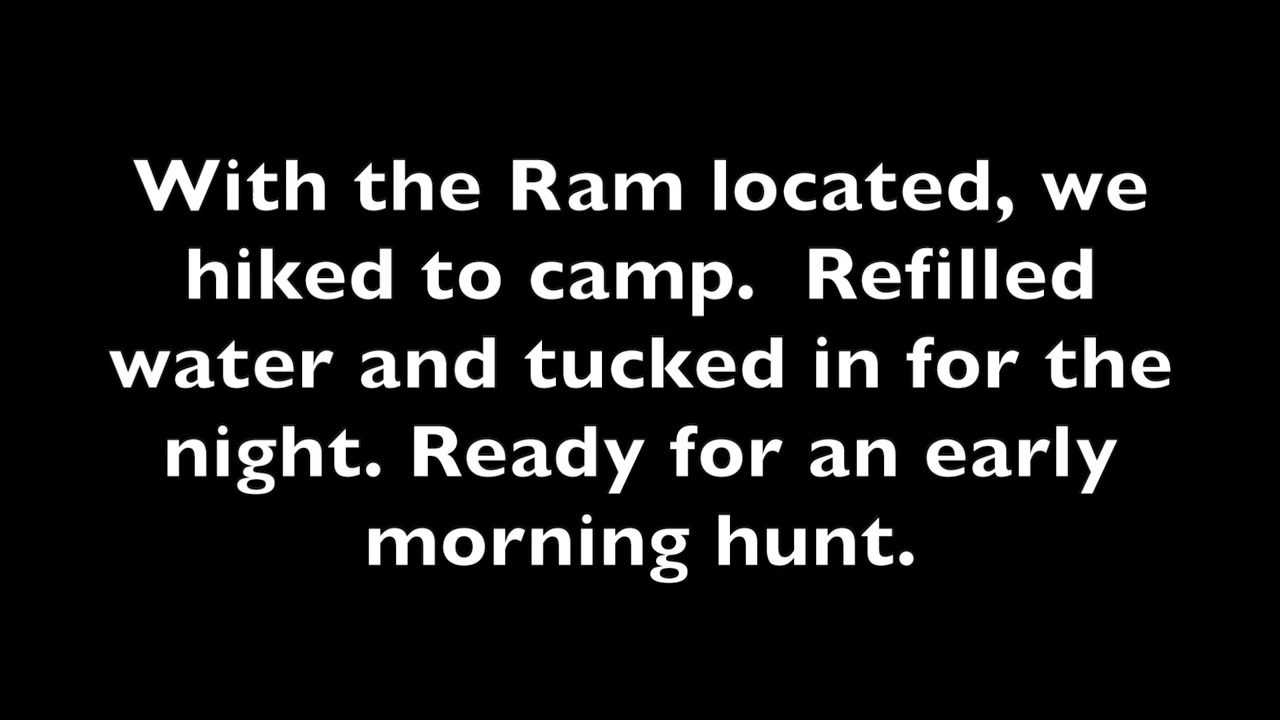 With the Ram located, we
hiked to camp.  Refilled
water and tucked in for the
night. Ready for an early
morning hunt.